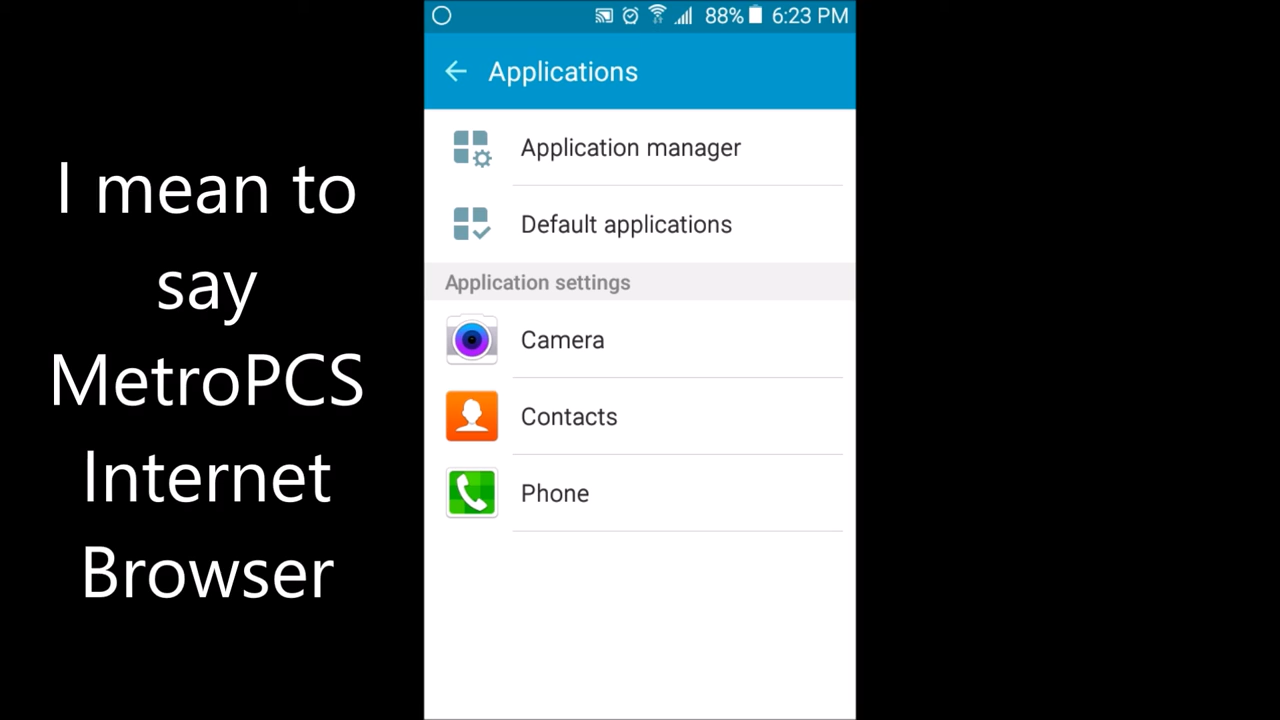 I mean to
say
MetroPCS
Internet
Browser
88% 6:23 PM
Applications
Application manager
Default applications
Application settings
Camera
Contacts
Phone